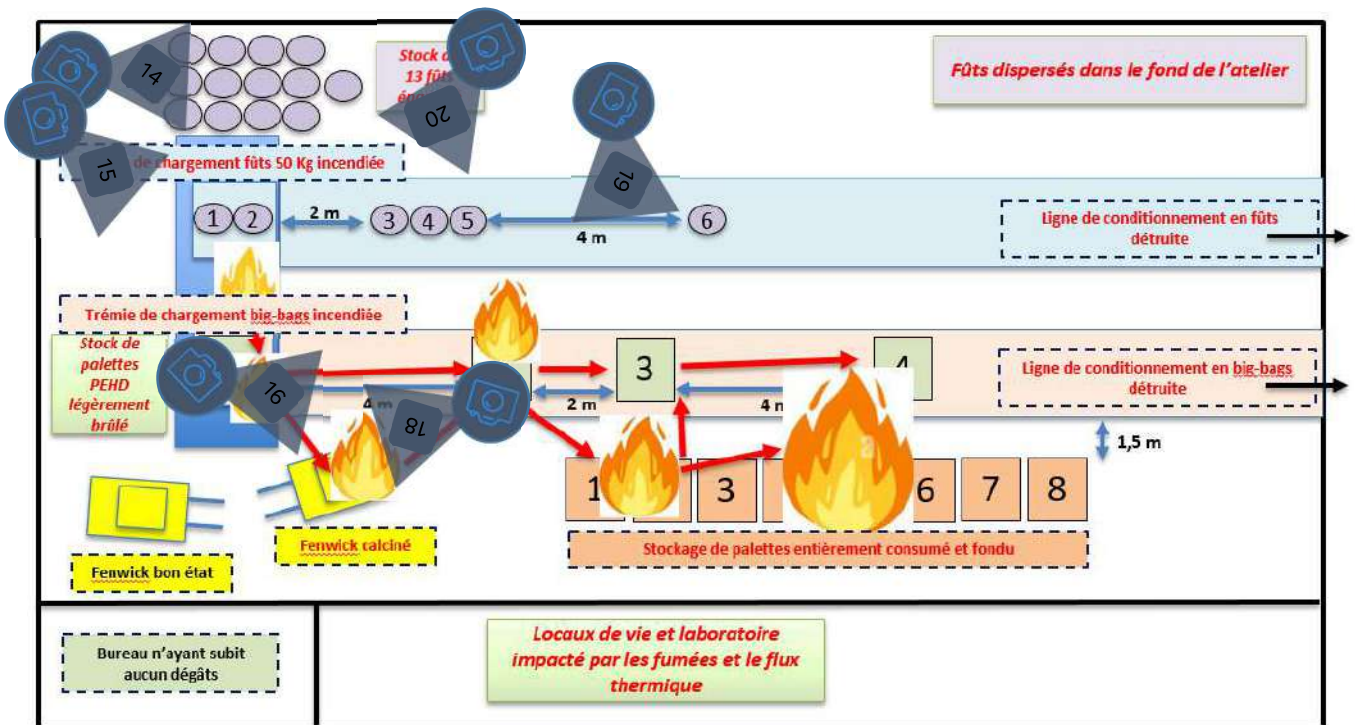 14
Stock
13 fûts
20
Fûts dispersés dans le fond de l'atelier
15
de chargement fûts 50 Kg incendiée
19
1
2
2 m
3
4
5
4 m
6
Ligne de conditionnement en fûts
détruite
Trémie de chargement big-bags incendiée
Stock de
palettes
PEHD
légèrement
brûlé
16
4 m
18
2 m
3
4
4
Ligne de conditionnement en big-bags
détruite
1,5 m
1
3
6
7
8
Fenwick calciné
Stockage de palettes entièrement consumé et fondu
Fenwick bon état
Bureau n'ayant subit
aucun dégâts
Locaux de vie et laboratoire
impacté par les fumées et le flux
thermique